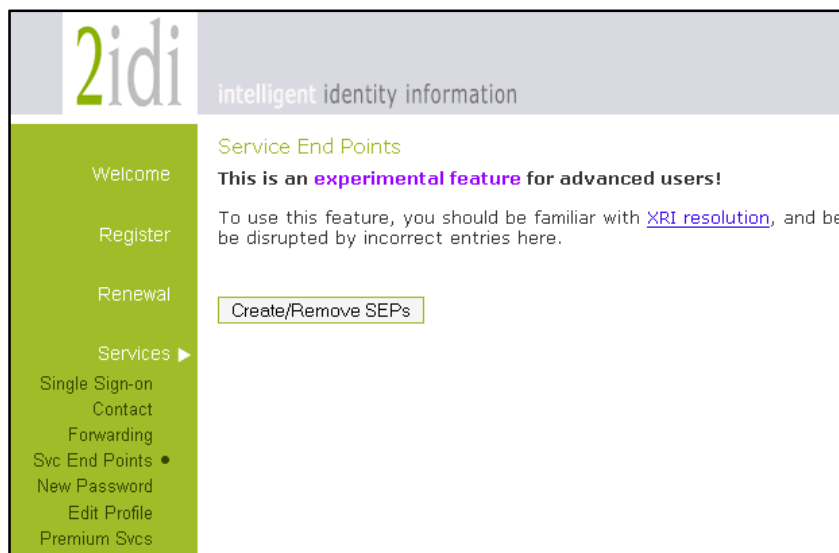 2idi
intelligent identity information
Welcome
Register
Renewal
Services
Single Sign-on
Contact
Forwarding
Svc End Points
New Password
Edit Profile
Premium Svcs
Service End Points
This is an experimental feature for advanced users!
To use this feature, you should be familiar with XRI resolution, and be
be disrupted by incorrect entries here.
Create/Remove SEPs